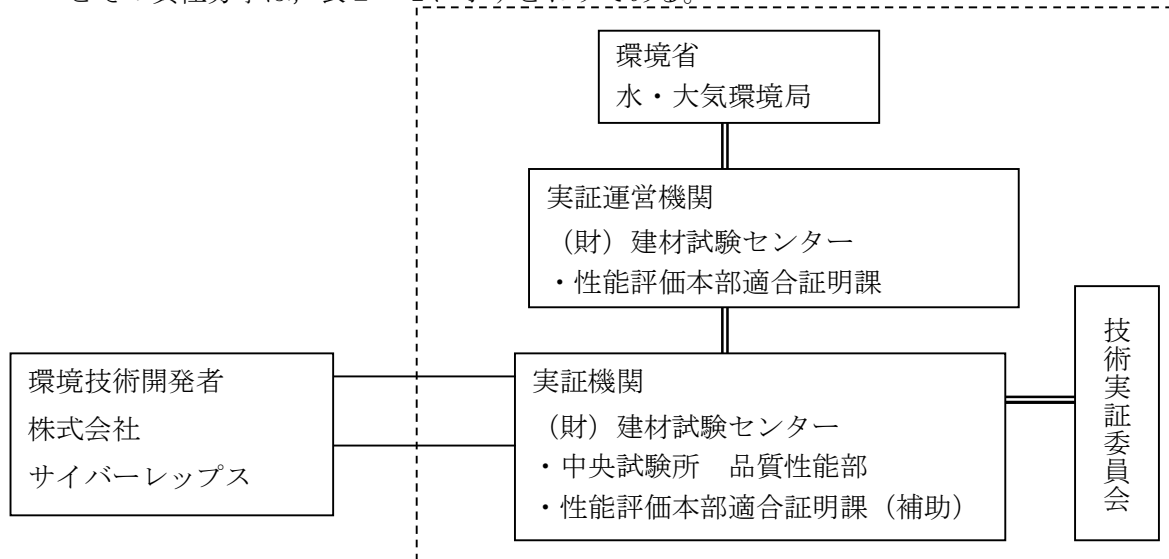 環境省
水・大気環境局
実証運営機関
（財）建材試験センター
・性能評価本部適合証明課
技術実証委員会
環境技術開発者
株式会社
サイバーレップス
実証機関
（財）建材試験センター
・中央試験所　品質性能部
・性能評価本部適合証明課（補助）